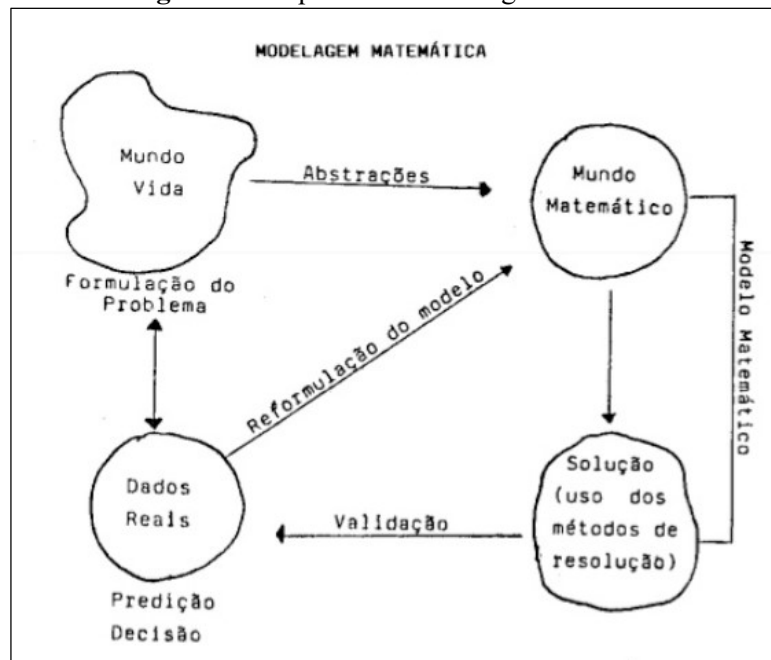 MODELAGEM MATEMÁTICA
Mundo
Vida
Abstrações
Mundo
Matemático
Formulação do
Problema
Reformulação do modelo
Modelo Matemático
Dados
Reais
Validação
Solução
(uso dos
métodos de
resolução)
Predição
Decisão